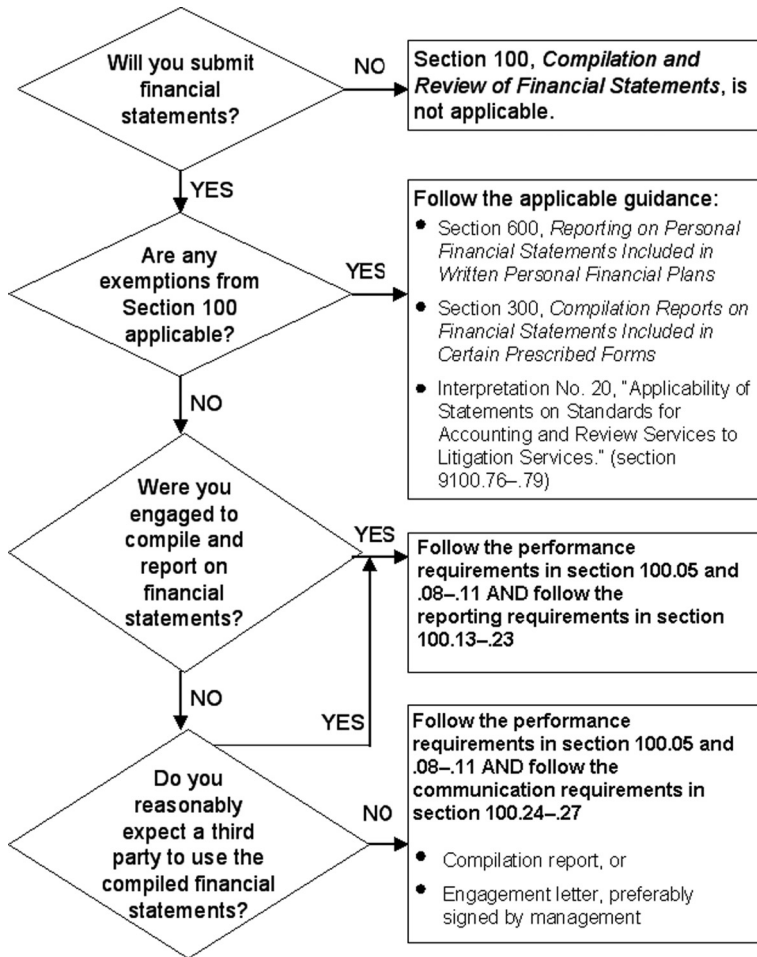 Will you submit
financial
statements?
NO
Section 100, Compilation and
Review of Financial Statements, is
not applicable.
YES
Are any
exemptions from
Section 100
applicable?
YES
Follow the applicable guidance:
• Section 600, Reporting on Personal
Financial Statements Included in
Written Personal Financial Plans
• Section 300, Compilation Reports on
Financial Statements Included in
Certain Prescribed Forms
• Interpretation No. 20, "Applicability of
Statements on Standards for
Accounting and Review Services to
Litigation Services." (section
9100.76–.79)
NO
Were you
engaged to
compile and
report on
financial
statements?
YES
Follow the performance
requirements in section 100.05 and
.08–.11 AND follow the
reporting requirements in section
100.13–.23
NO
YES
Do you
reasonably
expect a third
party to use the
compiled financial
statements?
NO
Follow the performance
requirements in section 100.05 and
.08–.11 AND follow the
communication requirements in
section 100.24–.27
• Compilation report, or
• Engagement letter, preferably
signed by management